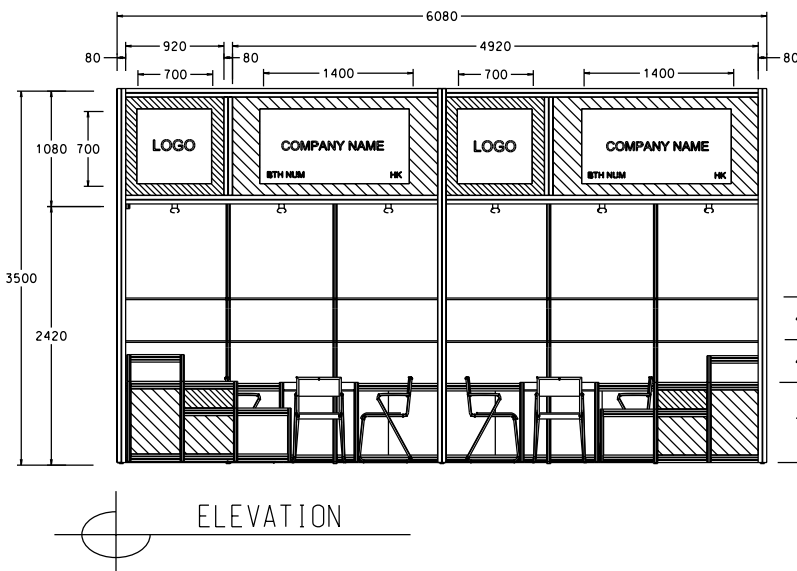 6080
80 920 80 4920 80
700 1400 700 1400
3500 1080 700 2420
LOGO COMPANY NAME LOGO COMPANY NAME
BTH NUM HK BTH NUM HK
ELEVATION